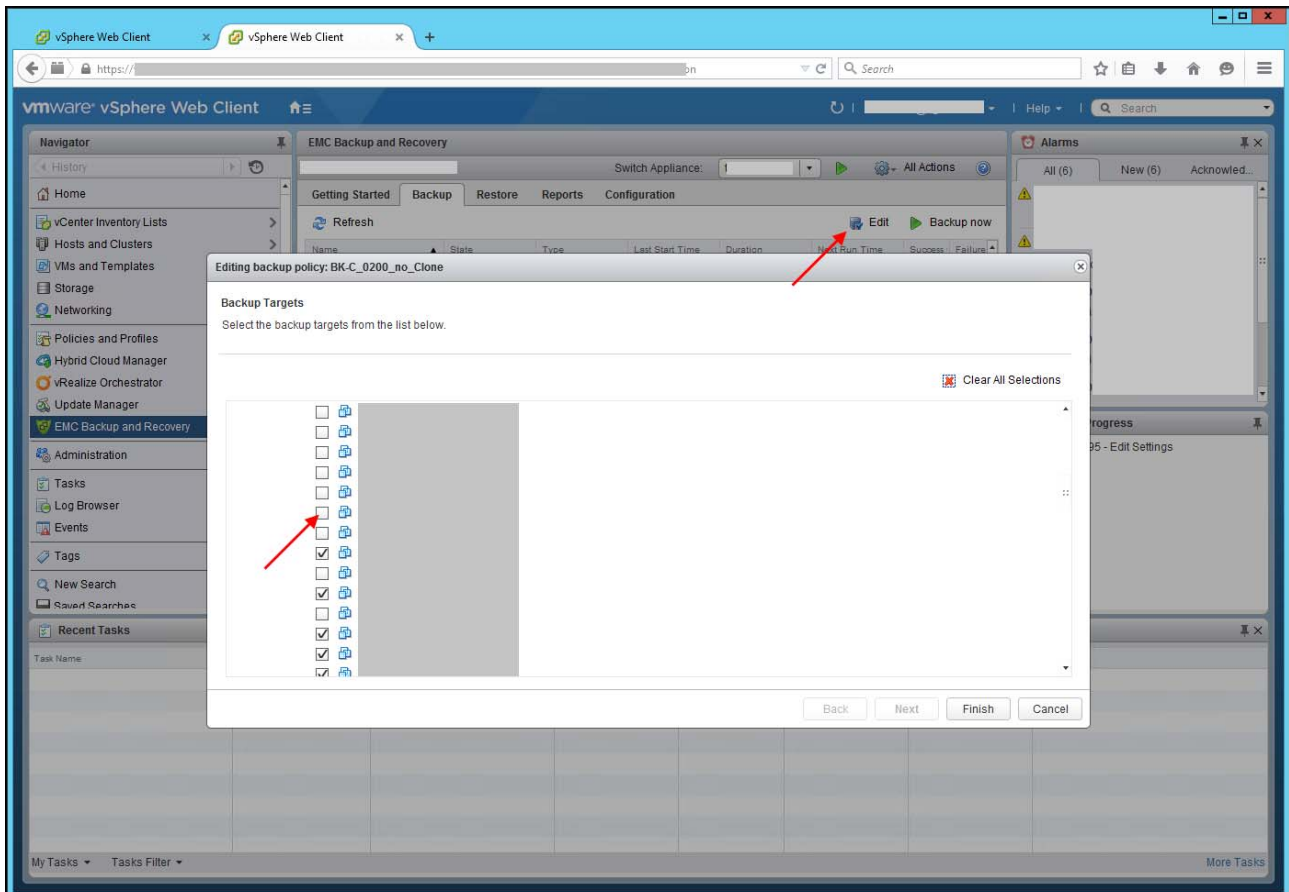 vSphere Web Client
vSphere Web Client
https://
Search
vmware® vSphere Web Client
Help
Search
Navigator
History
Home
vCenter Inventory Lists
Hosts and Clusters
VMs and Templates
Storage
Networking
Policies and Profiles
Hybrid Cloud Manager
vRealize Orchestrator
Update Manager
EMC Backup and Recovery
Administration
Tasks
Log Browser
Events
Tags
New Search
Saved Searches
EMC Backup and Recovery
Switch Appliance: 1 All Actions
Getting Started Backup Restore Reports Configuration
Refresh Edit Backup now
Name State Type Last Start Time Duration Next Run Time Success Failure
Alarms
All (6) New (6) Acknowled...
Editing backup policy: BK-C_0200_no_Clone
Backup Targets
Select the backup targets from the list below.
Clear All Selections
Back Next Finish Cancel
rogress
95 - Edit Settings
Recent Tasks
Task Name
My Tasks Tasks Filter More Tasks